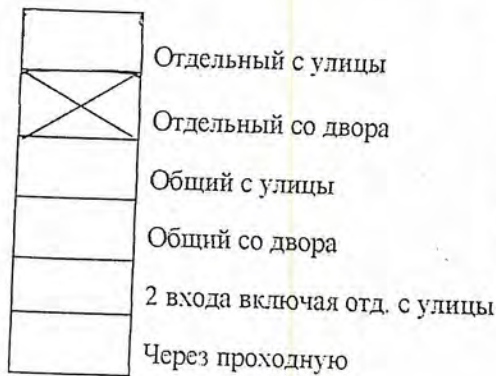 Отдельный с улицы
Отдельный со двора
Общий с улицы
Общий со двора
2 входа включая отд. с улицы
Через проходную